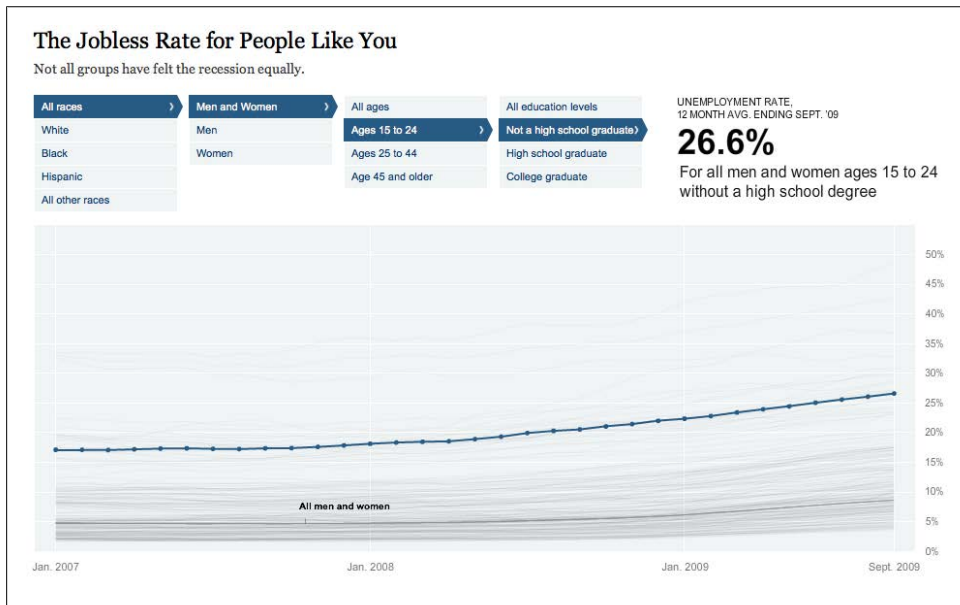 The Jobless Rate for People Like You
Not all groups have felt the recession equally.
All races
White
Black
Hispanic
All other races
Men and Women
Men
Women
All ages
Ages 15 to 24
Ages 25 to 44
Age 45 and older
All education levels
Not a high school graduate
High school graduate
College graduate
UNEMPLOYMENT RATE,
12 MONTH AVG. ENDING SEPT. '09
26.6%
For all men and women ages 15 to 24
without a high school degree
50%
45%
40%
35%
30%
25%
20%
15%
10%
5%
0%
All men and women
Jan. 2007
Jan. 2008
Jan. 2009
Sept. 2009